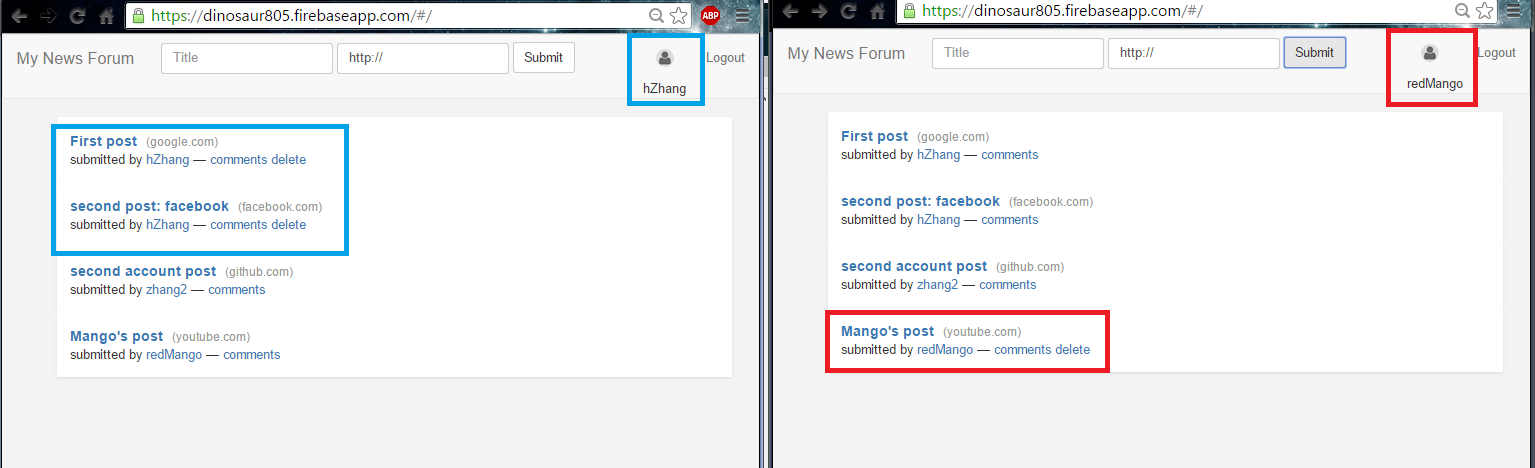 https://dinosaur805.firebaseapp.com/#/
ABP
My News Forum Title http:// Submit hZhang Logout
First post (google.com)
submitted by hZhang — comments delete
second post: facebook (facebook.com)
submitted by hZhang — comments delete
second account post (github.com)
submitted by zhang2 — comments
Mango's post (youtube.com)
submitted by redMango — comments
https://dinosaur805.firebaseapp.com/#/
My News Forum Title http:// Submit redMango Logout
First post (google.com)
submitted by hZhang — comments
second post: facebook (facebook.com)
submitted by hZhang — comments
second account post (github.com)
submitted by zhang2 — comments
Mango's post (youtube.com)
submitted by redMango — comments delete